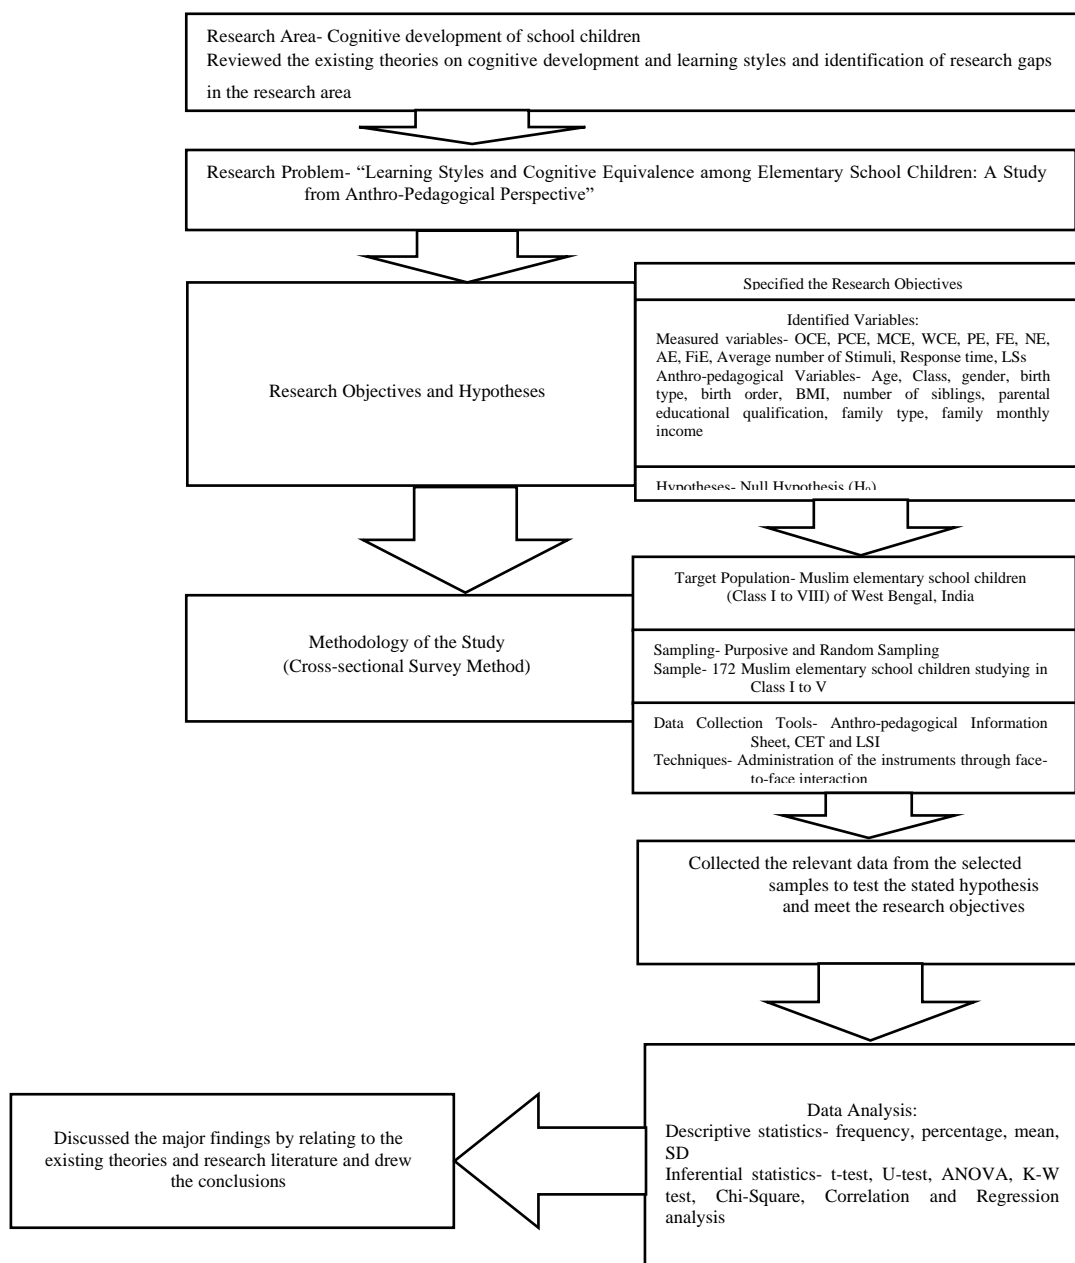 Research Area- Cognitive development of school children
Reviewed the existing theories on cognitive development and learning styles and identification of research gaps
in the research area
Research Problem- “Learning Styles and Cognitive Equivalence among Elementary School Children: A Study
from Anthro-Pedagogical Perspective”
Research Objectives and Hypotheses
Specified the Research Objectives
Identified Variables:
Measured variables- OCE, PCE, MCE, WCE, PE, FE, NE,
AE, FiE, Average number of Stimuli, Response time, LSs
Anthro-pedagogical Variables- Age, Class, gender, birth
type, birth order, BMI, number of siblings, parental
educational qualification, family type, family monthly
income
Hypotheses- Null Hypothesis (H₀)
Methodology of the Study
(Cross-sectional Survey Method)
Target Population- Muslim elementary school children
(Class I to VIII) of West Bengal, India
Sampling- Purposive and Random Sampling
Sample- 172 Muslim elementary school children studying in
Class I to V
Data Collection Tools- Anthro-pedagogical Information
Sheet, CET and LSI
Techniques- Administration of the instruments through face-
to-face interaction
Collected the relevant data from the selected
samples to test the stated hypothesis
and meet the research objectives
Data Analysis:
Descriptive statistics- frequency, percentage, mean,
SD
Inferential statistics- t-test, U-test, ANOVA, K-W
test, Chi-Square, Correlation and Regression
analysis
Discussed the major findings by relating to the
existing theories and research literature and drew
the conclusions